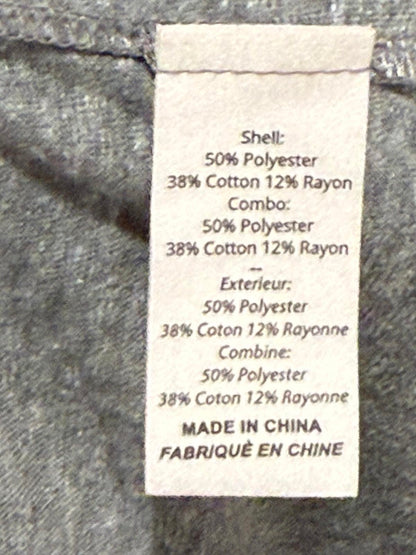 Shell:
50% Polyester
38% Cotton 12% Rayon
Combo:
50% Polyester
38% Cotton 12% Rayon
--
Exterieur:
50% Polyester
38% Coton 12% Rayonne
Combine:
50% Polyester
38% Coton 12% Rayonne
MADE IN CHINA
FABRIQUÈ EN CHINE